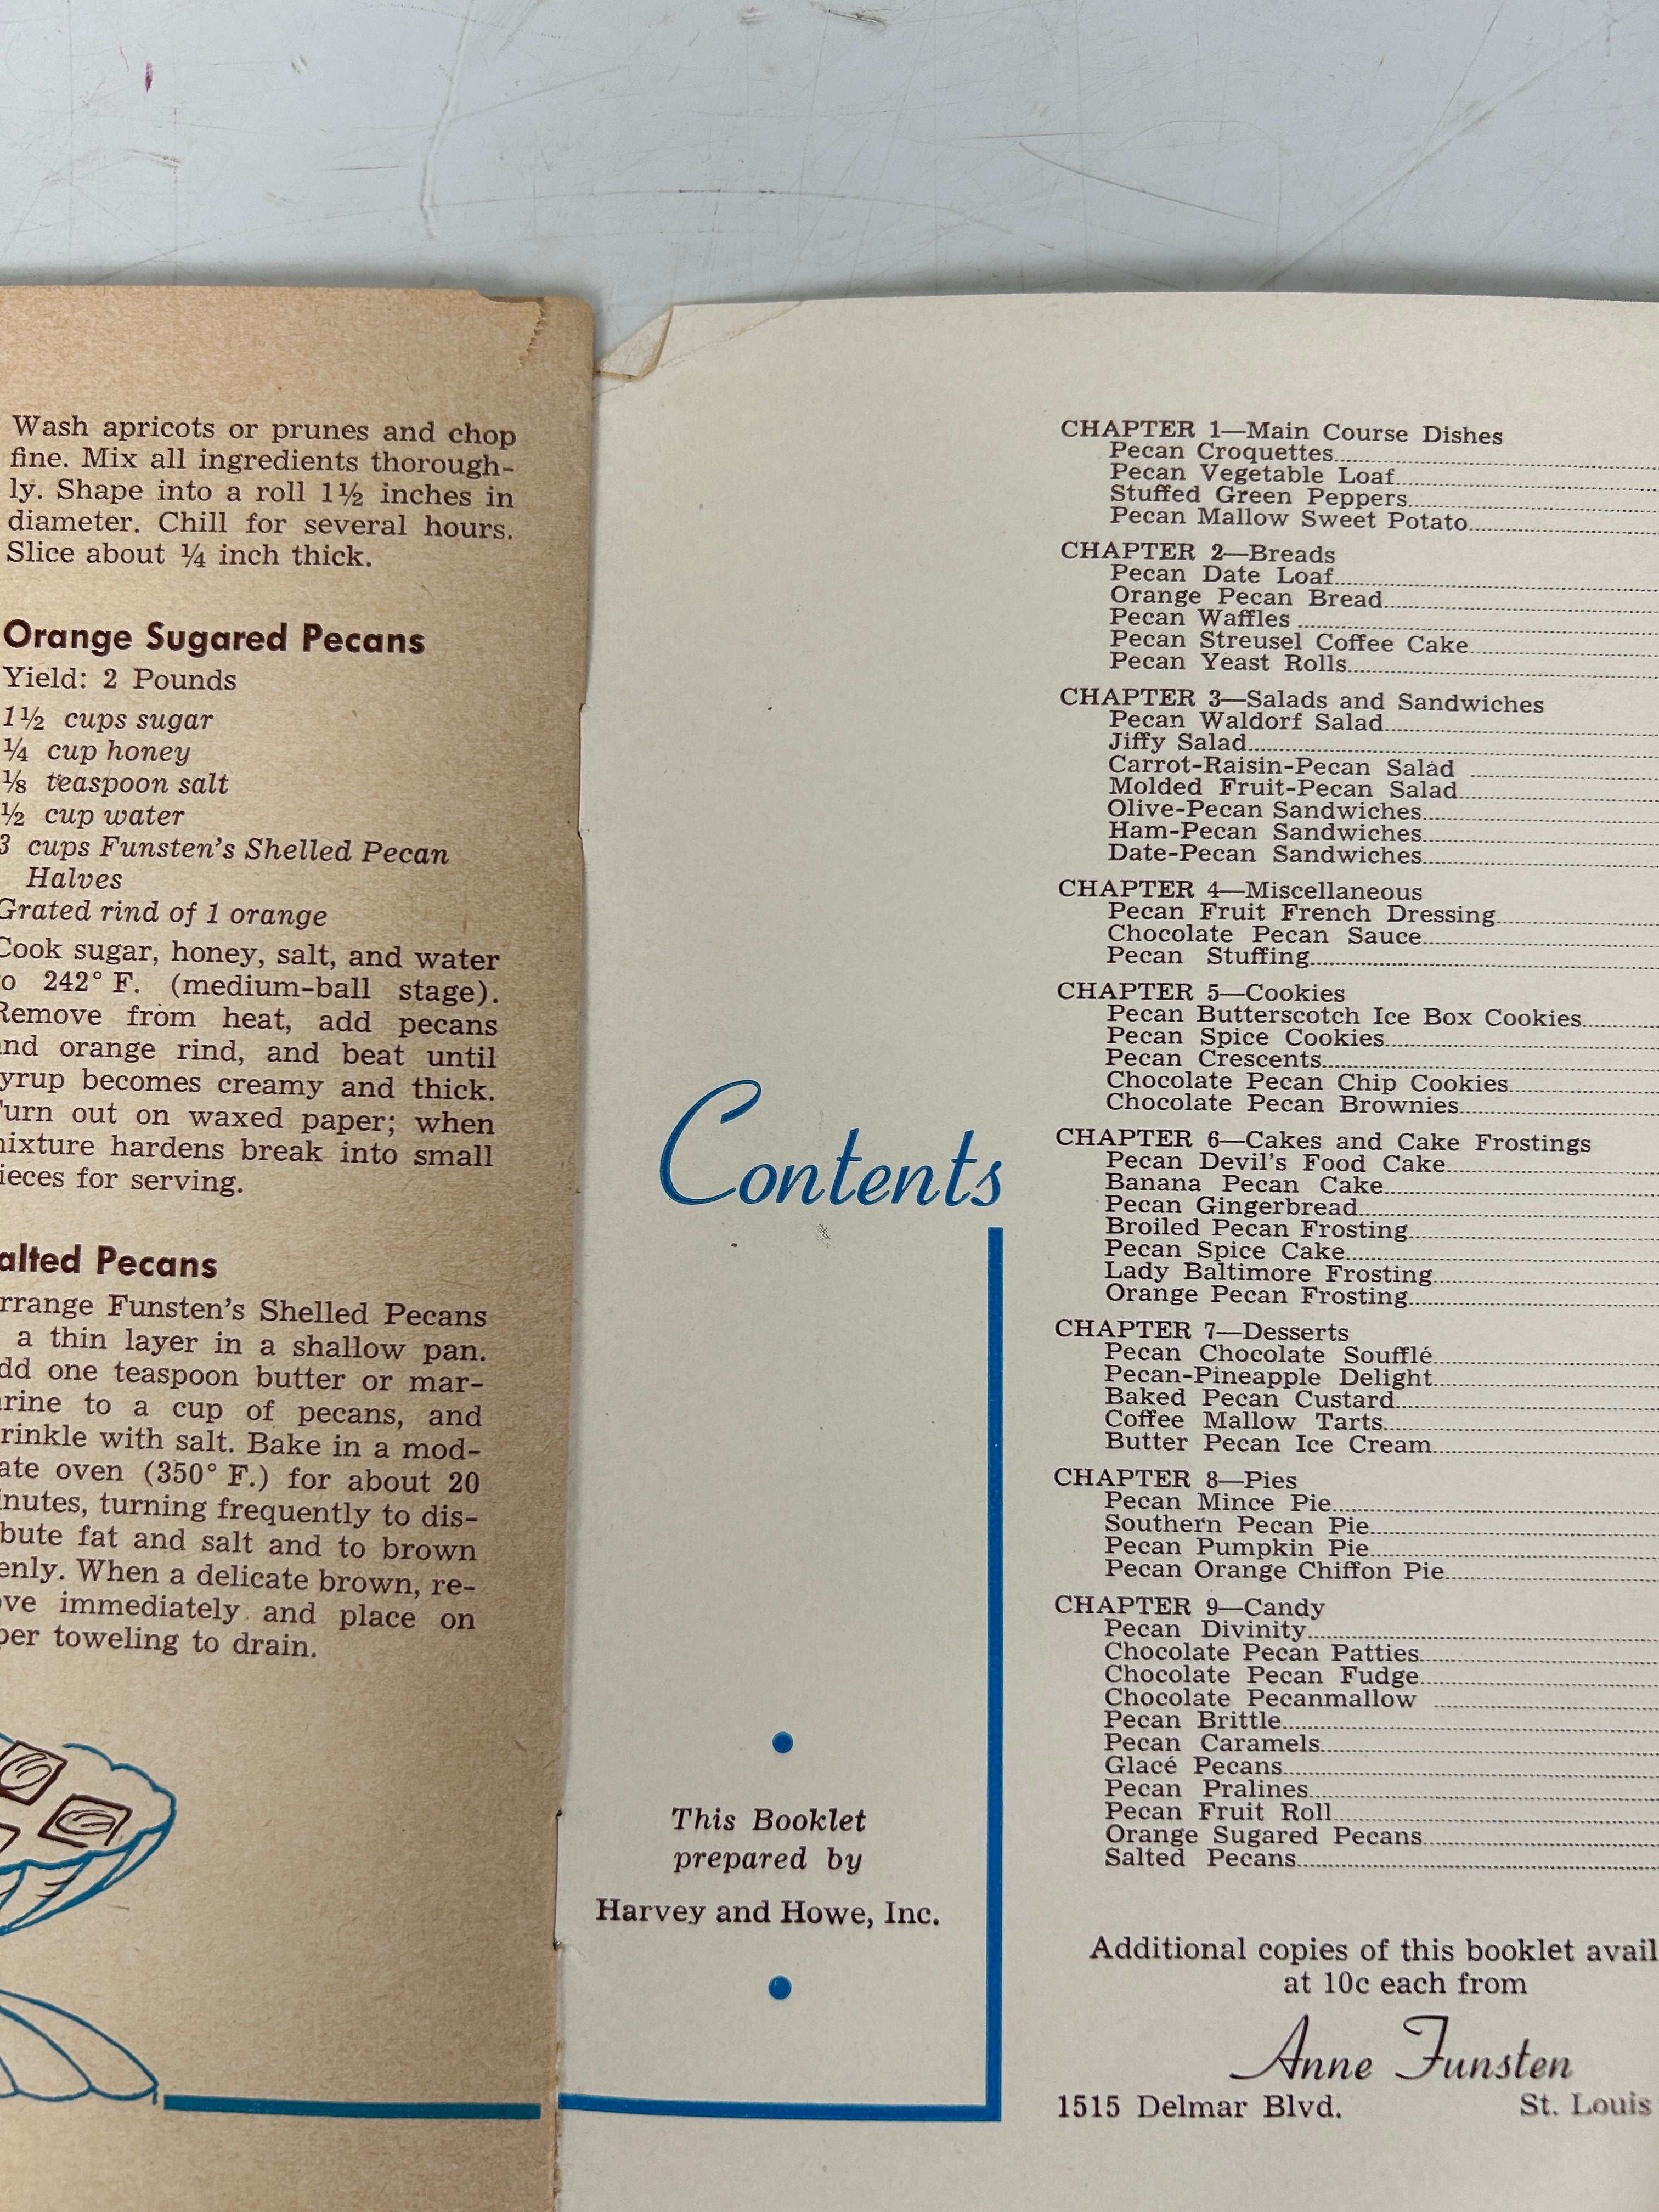 Wash apricots or prunes and chop
fine. Mix all ingredients thorough-
ly. Shape into a roll 1½ inches in
diameter. Chill for several hours.
Slice about ¼ inch thick.
Orange Sugared Pecans
Yield: 2 Pounds
1½ cups sugar
¼ cup honey
⅛ teaspoon salt
½ cup water
3 cups Funsten's Shelled Pecan
Halves
Grated rind of 1 orange
Cook sugar, honey, salt, and water
to 242° F. (medium-ball stage).
Remove from heat, add pecans
and orange rind, and beat until
syrup becomes creamy and thick.
Turn out on waxed paper; when
mixture hardens break into small
pieces for serving.
alted Pecans
rrange Funsten's Shelled Pecans
a thin layer in a shallow pan.
dd one teaspoon butter or mar-
rine to a cup of pecans, and
rinkle with salt. Bake in a mod-
ate oven (350° F.) for about 20
inutes, turning frequently to dis-
bute fat and salt and to brown
enly. When a delicate brown, re-
ove immediately and place on
per toweling to drain.
Contents
This Booklet
prepared by
Harvey and Howe, Inc.
CHAPTER 1—Main Course Dishes
Pecan Croquettes
Pecan Vegetable Loaf
Stuffed Green Peppers
Pecan Mallow Sweet Potato
CHAPTER 2—Breads
Pecan Date Loaf
Orange Pecan Bread
Pecan Waffles
Pecan Streusel Coffee Cake
Pecan Yeast Rolls
CHAPTER 3—Salads and Sandwiches
Pecan Waldorf Salad
Jiffy Salad
Carrot-Raisin-Pecan Salad
Molded Fruit-Pecan Salad
Olive-Pecan Sandwiches
Ham-Pecan Sandwiches
Date-Pecan Sandwiches
CHAPTER 4—Miscellaneous
Pecan Fruit French Dressing
Chocolate Pecan Sauce
Pecan Stuffing
CHAPTER 5—Cookies
Pecan Butterscotch Ice Box Cookies
Pecan Spice Cookies
Pecan Crescents
Chocolate Pecan Chip Cookies
Chocolate Pecan Brownies
CHAPTER 6—Cakes and Cake Frostings
Pecan Devil's Food Cake
Banana Pecan Cake
Pecan Gingerbread
Broiled Pecan Frosting
Pecan Spice Cake
Lady Baltimore Frosting
Orange Pecan Frosting
CHAPTER 7—Desserts
Pecan Chocolate Soufflé
Pecan-Pineapple Delight
Baked Pecan Custard
Coffee Mallow Tarts
Butter Pecan Ice Cream
CHAPTER 8—Pies
Pecan Mince Pie
Southern Pecan Pie
Pecan Pumpkin Pie
Pecan Orange Chiffon Pie
CHAPTER 9—Candy
Pecan Divinity
Chocolate Pecan Patties
Chocolate Pecan Fudge
Chocolate Pecanmallow
Pecan Brittle
Pecan Caramels
Glacé Pecans
Pecan Pralines
Pecan Fruit Roll
Orange Sugared Pecans
Salted Pecans
Additional copies of this booklet avail
at 10c each from
Anne Funsten
1515 Delmar Blvd. St. Louis